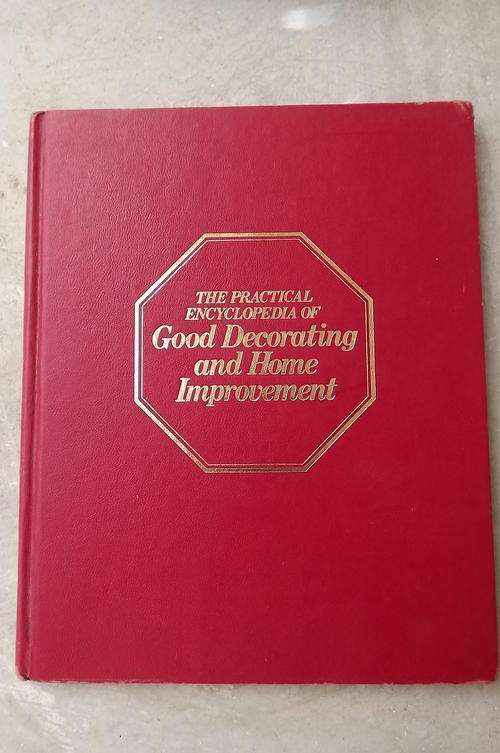 THE PRACTICAL
ENCYCLOPEDIA OF
Good Decorating
and Home
Improvement